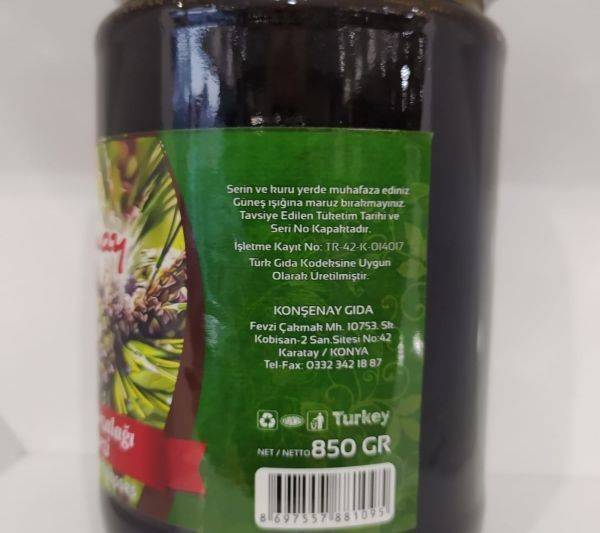 Serin ve kuru yerde muhafaza ediniz
Güneş ışığına maruz bırakmayınız.
Tavsiye Edilen Tüketim Tarihi ve
Seri No Kapaktadır.
İşletme Kayıt No: TR-42-K-014017
Türk Gıda Kodeksine Uygun
Olarak Üretilmiştir.
KONŞENAY GIDA
Fevzi Çakmak Mh. 10753. Sk.
Kobisan-2 San.Sitesi No:42
Karatay / KONYA
Tel-Fax: 0332 342 18 87
Turkey
NET / NETTO 850 GR
8 697557 881095